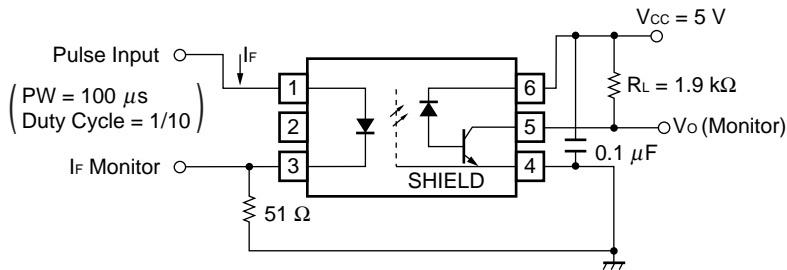 VCC = 5 V
Pulse Input
IF
( PW = 100 μs
Duty Cycle = 1/10 )
1
2
3
6
5
4
RL = 1.9 kΩ
VO (Monitor)
IF Monitor
SHIELD
0.1 μF
51 Ω